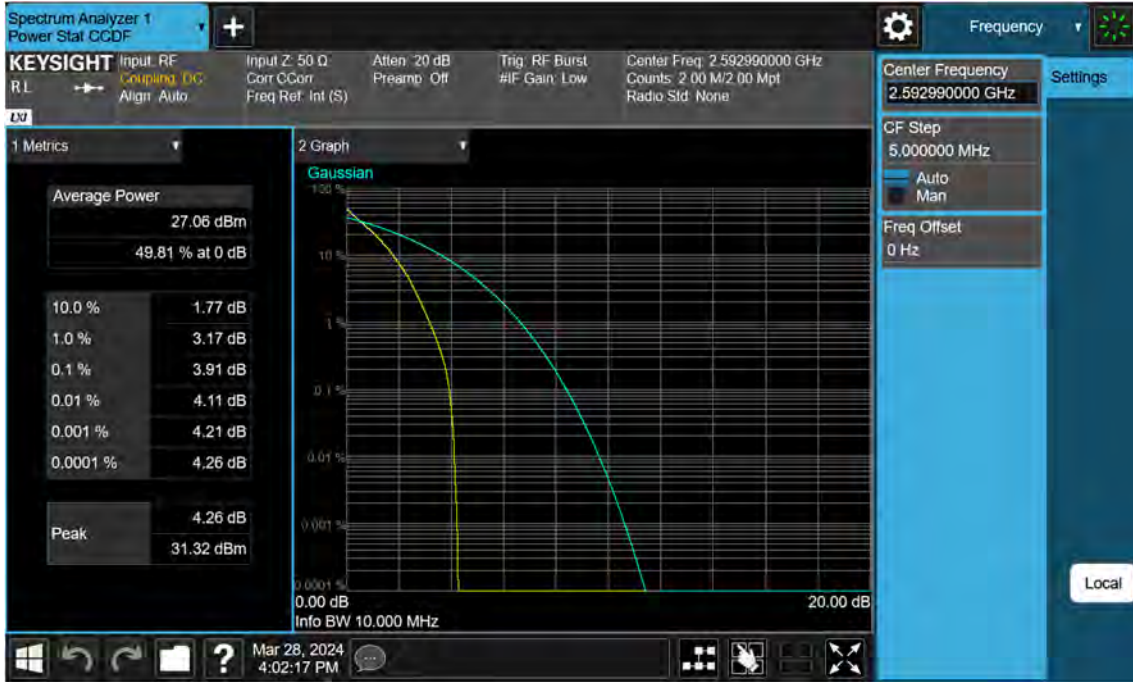 Spectrum Analyzer 1
Power Stat CCDF
Frequency
KEYSIGHT
RL
LXI
Input: RF
Coupling: DC
Align: Auto
Input Z: 50 Ω
Corr CCorr
Freq Ref: Int (S)
Atten: 20 dB
Preamp: Off
Trig: RF Burst
#IF Gain: Low
Center Freq: 2.592990000 GHz
Counts: 2.00 M/2.00 Mpt
Radio Std: None
Center Frequency
2.592990000 GHz
Settings
CF Step
5.000000 MHz
Auto
Man
Freq Offset
0 Hz
1 Metrics
Average Power
27.06 dBm
49.81 % at 0 dB
10.0 % 1.77 dB
1.0 % 3.17 dB
0.1 % 3.91 dB
0.01 % 4.11 dB
0.001 % 4.21 dB
0.0001 % 4.26 dB
Peak
4.26 dB
31.32 dBm
2 Graph
Gaussian
100 %
10 %
1 %
0.1 %
0.01 %
0.001 %
0.0001 %
0.00 dB 20.00 dB
Info BW 10.000 MHz
Local
?
Mar 28, 2024
4:02:17 PM